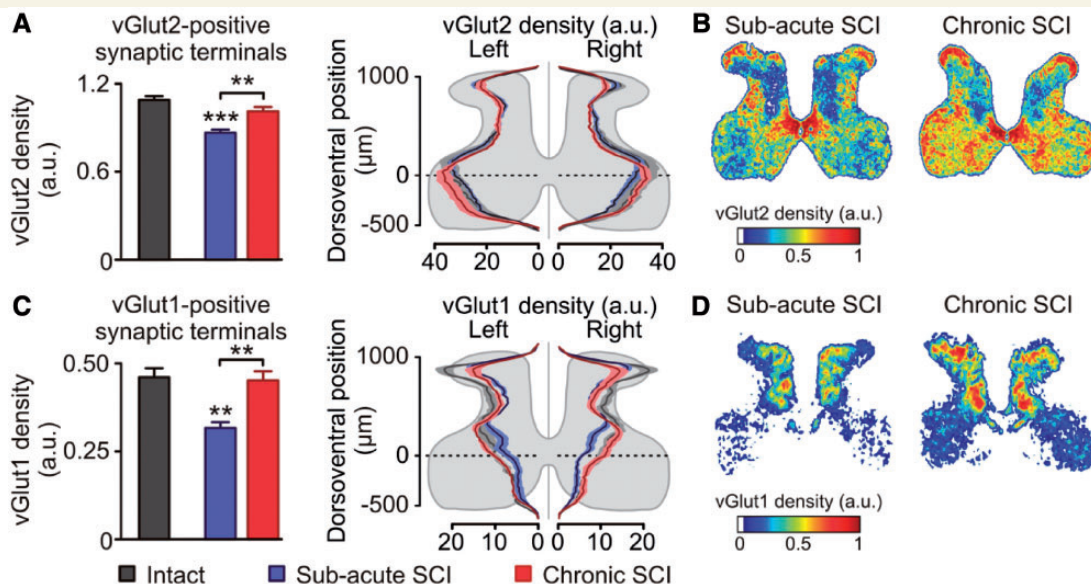 A
vGlut2-positive
synaptic terminals
vGlut2 density
(a.u.)
1.2
0.6
0
***
**
vGlut2 density (a.u.)
Left
Right
Dorsoventral position
(µm)
1000
0
-500
40 20 0 0 20 40
B
Sub-acute SCI
Chronic SCI
vGlut2 density (a.u.)
0 0.5 1
C
vGlut1-positive
synaptic terminals
vGlut1 density
(a.u.)
0.50
0.25
0
**
**
vGlut1 density (a.u.)
Left
Right
Dorsoventral position
(µm)
1000
0
-500
20 10 0 0 10 20
D
Sub-acute SCI
Chronic SCI
vGlut1 density (a.u.)
0 0.5 1
Intact
Sub-acute SCI
Chronic SCI